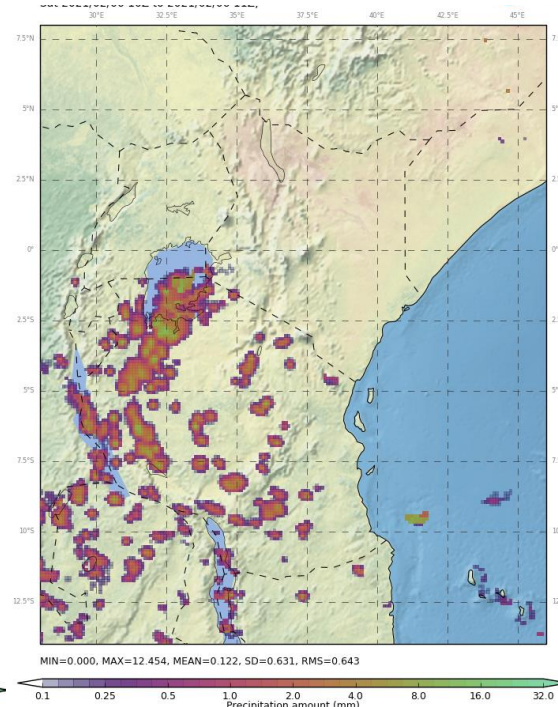 30°E 32.5°E 35°E 40°E 42.5°E 45°E
7.5°N
5°N
2.5°N
0°
2.5°S
5°S
7.5°S
10°S
12.5°S
MIN=0.000, MAX=12.454, MEAN=0.122, SD=0.631, RMS=0.643
0.1 0.25 0.5 1.0 2.0 4.0 8.0 16.0 32.0
Precipitation amount (mm)